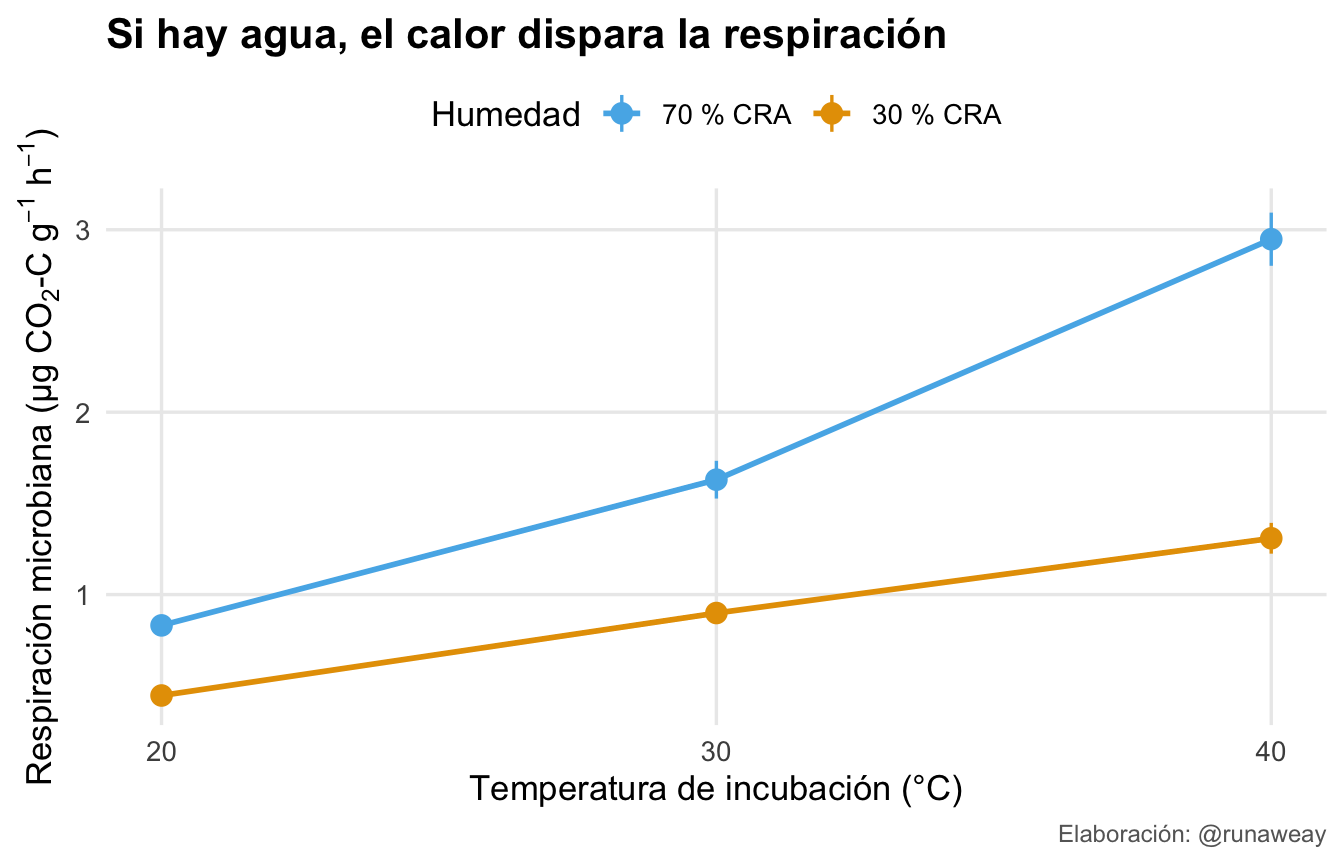 Si hay agua, el calor dispara la respiración
Humedad 70 % CRA 30 % CRA
Respiración microbiana (µg CO₂-C g⁻¹ h⁻¹)
3
2
1
20 30 40
Temperatura de incubación (°C)
Elaboración: @runaweay